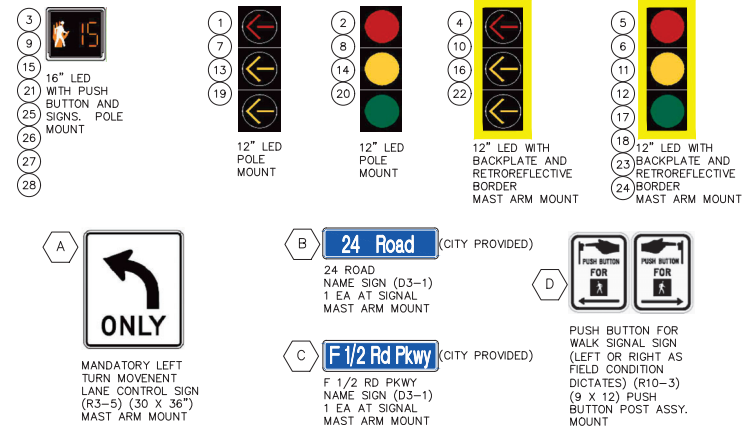 3
9
15
21
25
26
27
28
15
16" LED
WITH PUSH
BUTTON AND
SIGNS. POLE
MOUNT
1
7
13
19
12" LED
POLE
MOUNT
2
8
14
20
12" LED
POLE
MOUNT
4
10
16
22
12" LED WITH
BACKPLATE AND
RETROREFLECTIVE
BORDER
MAST ARM MOUNT
5
6
11
12
17
18
23
24
12" LED WITH
BACKPLATE AND
RETROREFLECTIVE
BORDER
MAST ARM MOUNT
A
ONLY
MANDATORY LEFT
TURN MOVENENT
LANE CONTROL SIGN
(R3-5) (30 X 36")
MAST ARM MOUNT
B
24 Road
(CITY PROVIDED)
24 ROAD
NAME SIGN (D3-1)
1 EA AT SIGNAL
MAST ARM MOUNT
C
F 1/2 Rd Pkwy
(CITY PROVIDED)
F 1/2 RD PKWY
NAME SIGN (D3-1)
1 EA AT SIGNAL
MAST ARM MOUNT
D
PUSH BUTTON
FOR
PUSH BUTTON
FOR
PUSH BUTTON FOR
WALK SIGNAL SIGN
(LEFT OR RIGHT AS
FIELD CONDITION
DICTATES) (R10-3)
(9 X 12) PUSH
BUTTON POST ASSY.
MOUNT